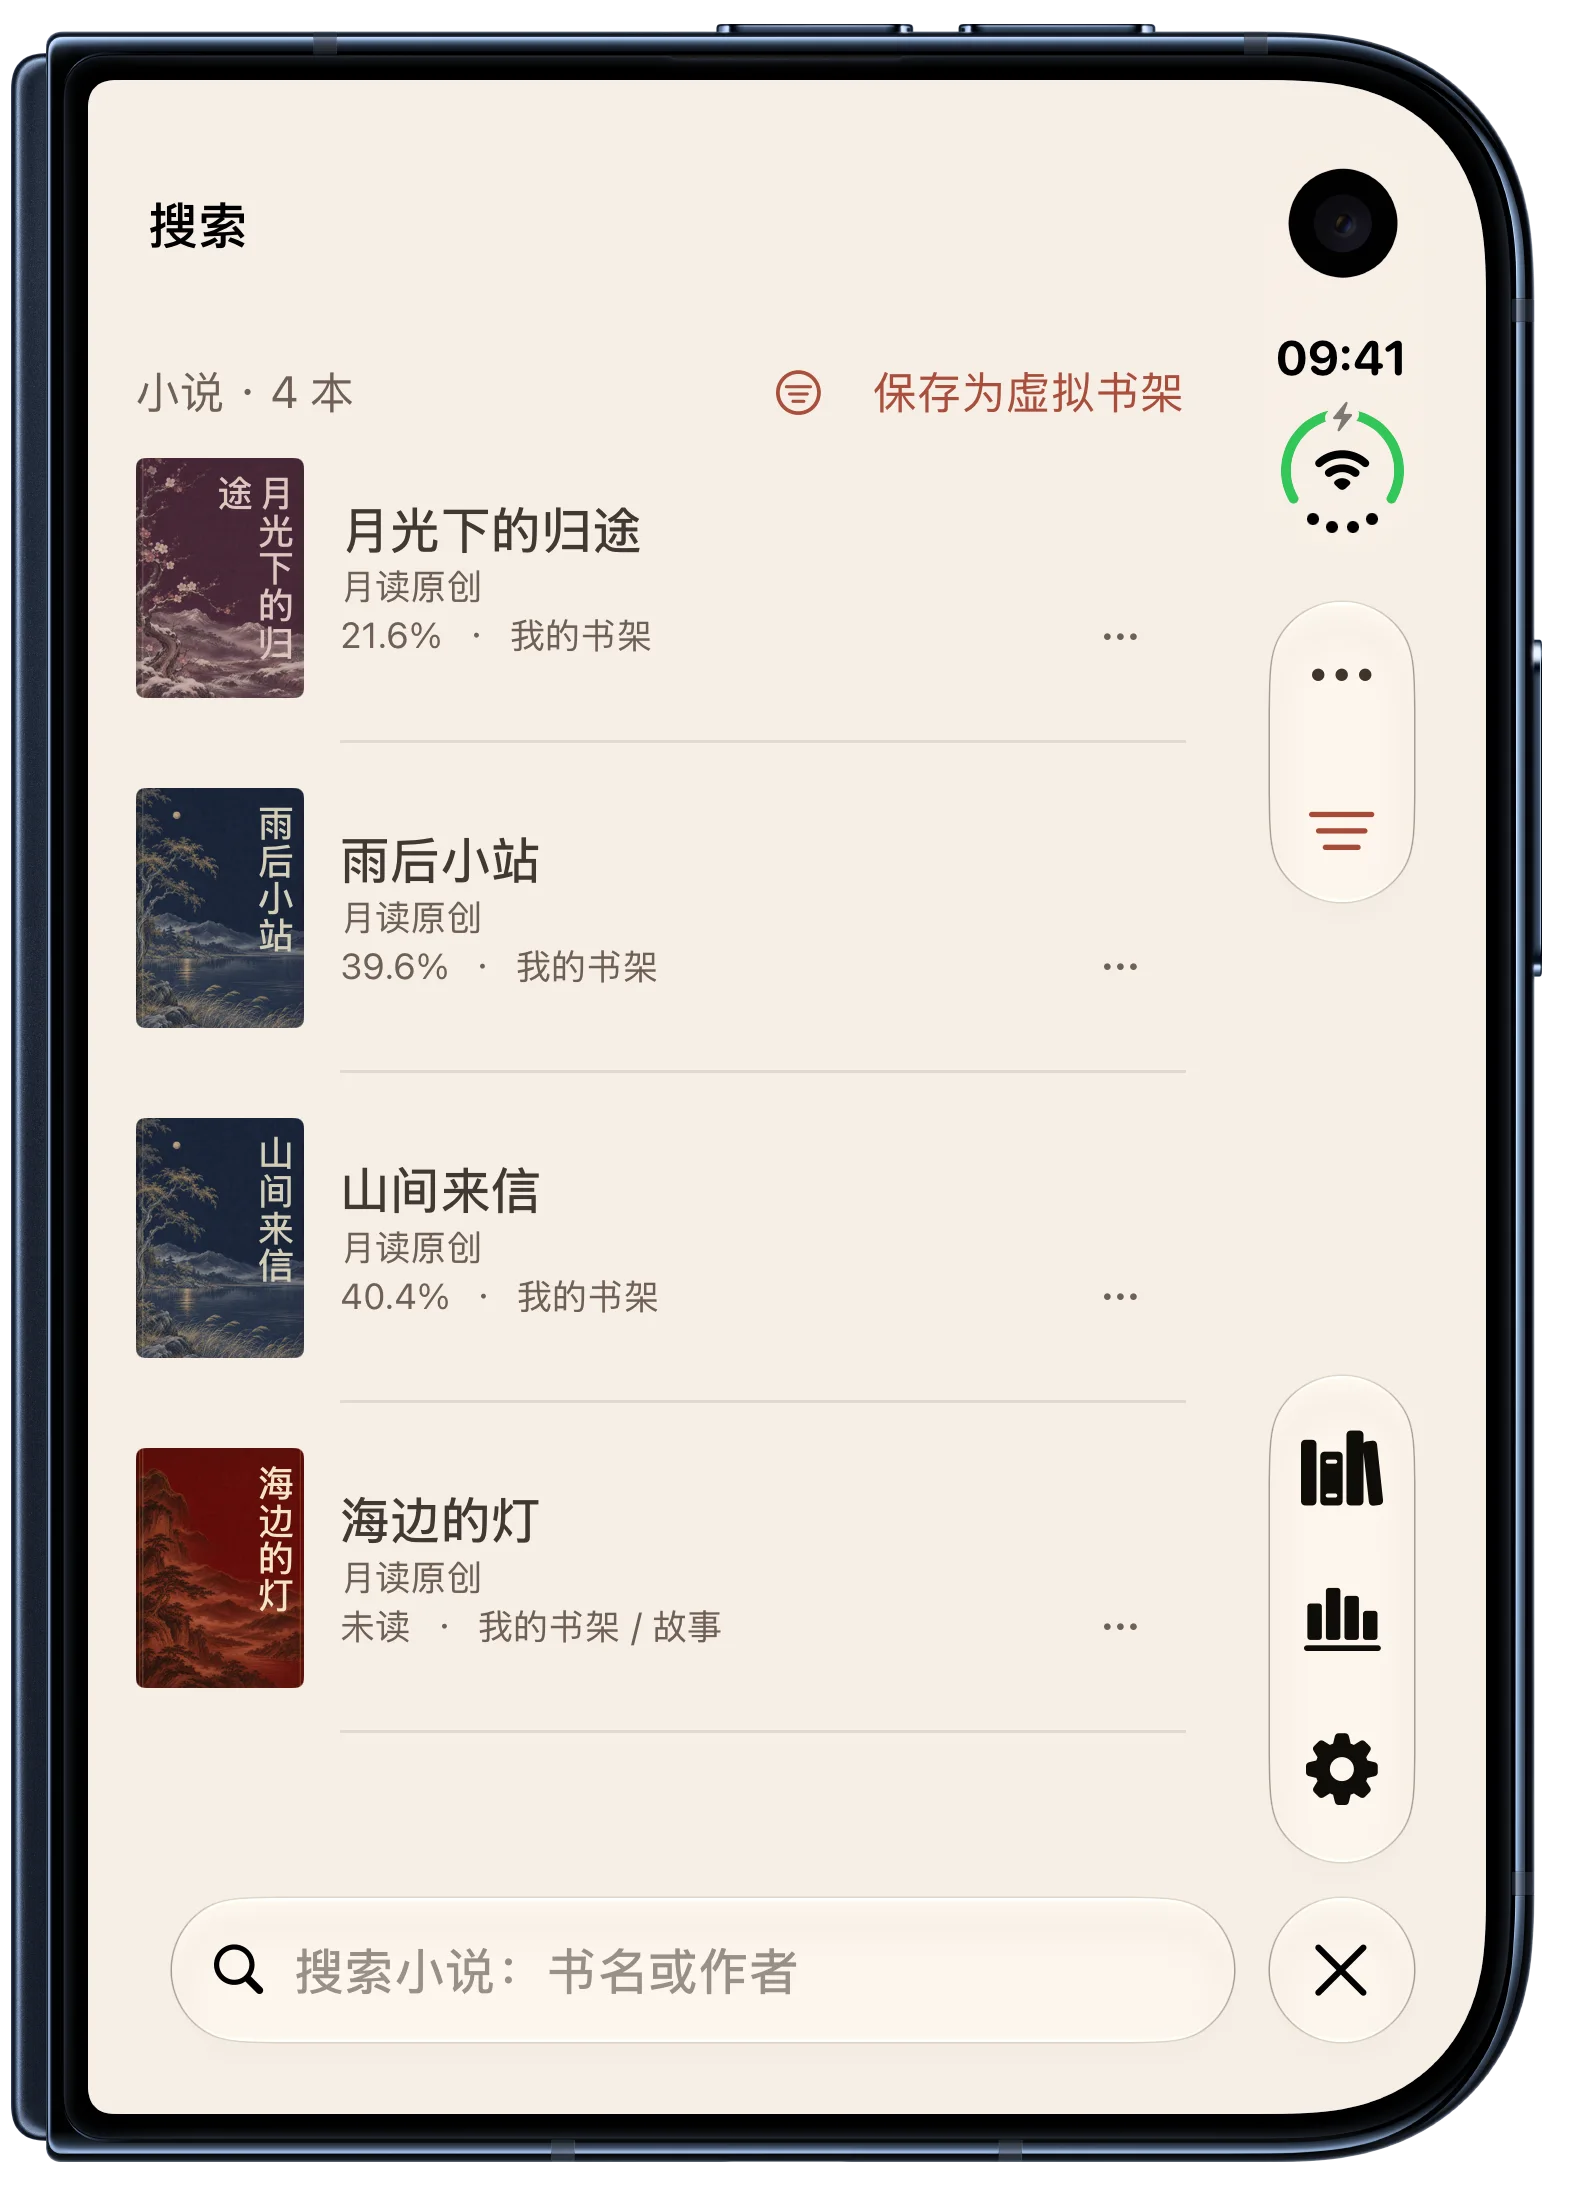 搜索
09:41
小说 · 4 本
保存为虚拟书架
月光下的归途
月光下的归途
月读原创
21.6% · 我的书架
雨后小站
雨后小站
月读原创
39.6% · 我的书架
山间来信
山间来信
月读原创
40.4% · 我的书架
海边的灯
海边的灯
月读原创
未读 · 我的书架 / 故事
搜索小说：书名或作者